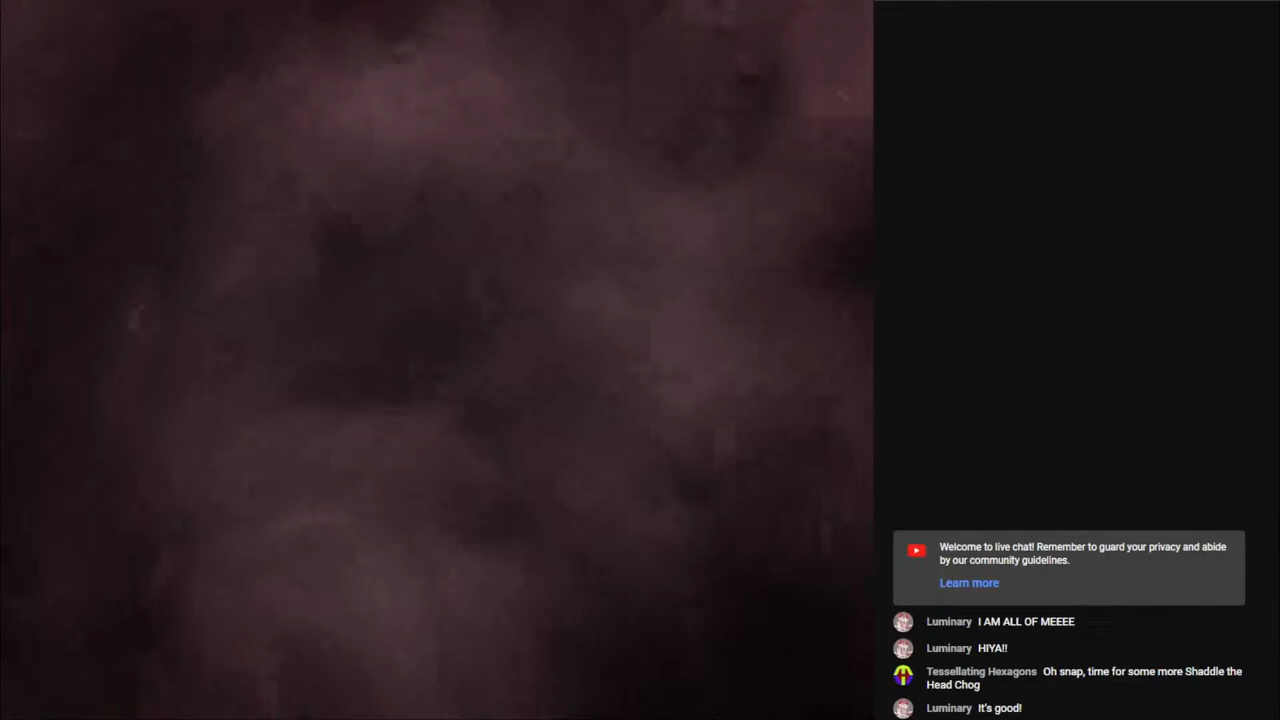 Welcome to live chat! Remember to guard your privacy and abide
by our community guidelines.
Learn more
Luminary I AM ALL OF MEEEE
Luminary HIYA!!
Tessellating Hexagons Oh snap, time for some more Shaddle the
Head Chog
Luminary It's good!